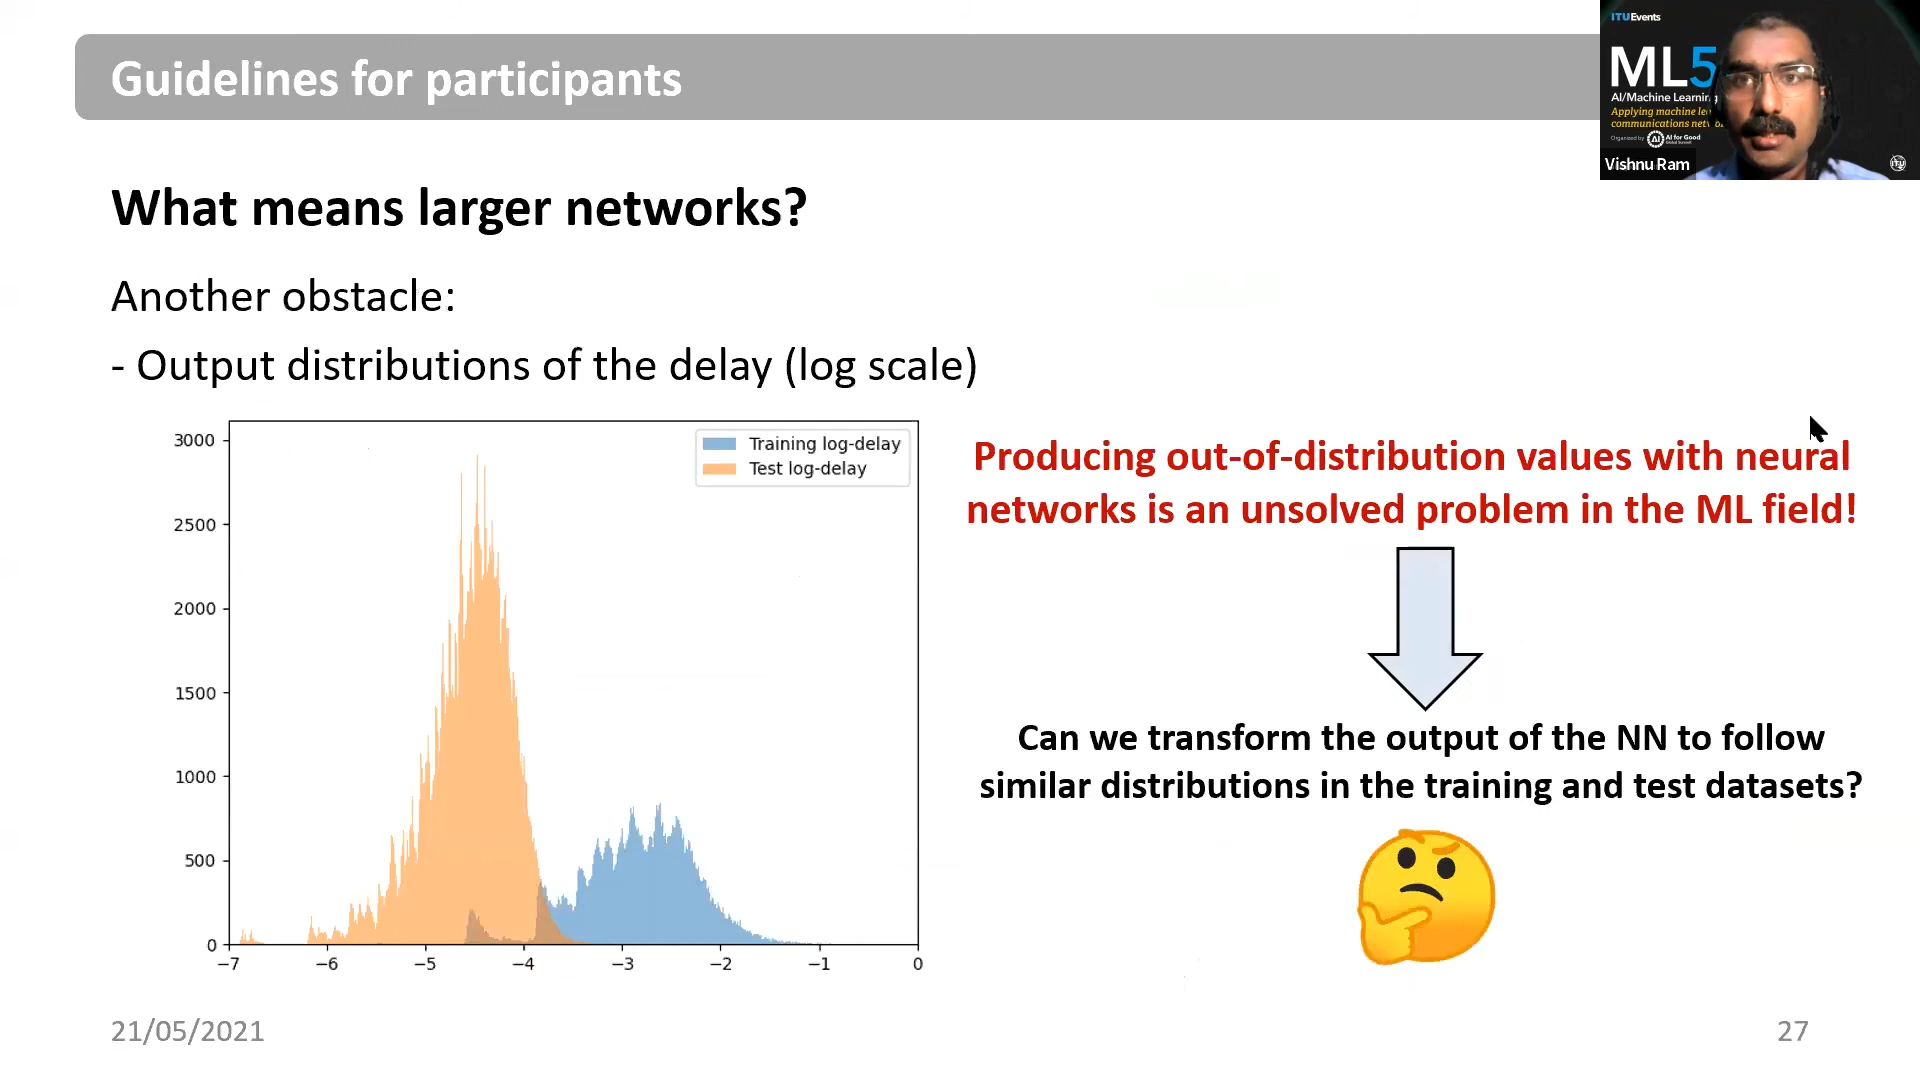 Guidelines for participants
ITUEvents
ML5
AI/Machine Learning
Applying machine le
communications netwo
Organized by AI for Good
Global Summit
Vishnu Ram
What means larger networks?
Another obstacle:
- Output distributions of the delay (log scale)
3000
2500
2000
1500
1000
500
0
−7 −6 −5 −4 −3 −2 −1 0
Training log-delay
Test log-delay
Producing out-of-distribution values with neural
networks is an unsolved problem in the ML field!
Can we transform the output of the NN to follow
similar distributions in the training and test datasets?
21/05/2021
27